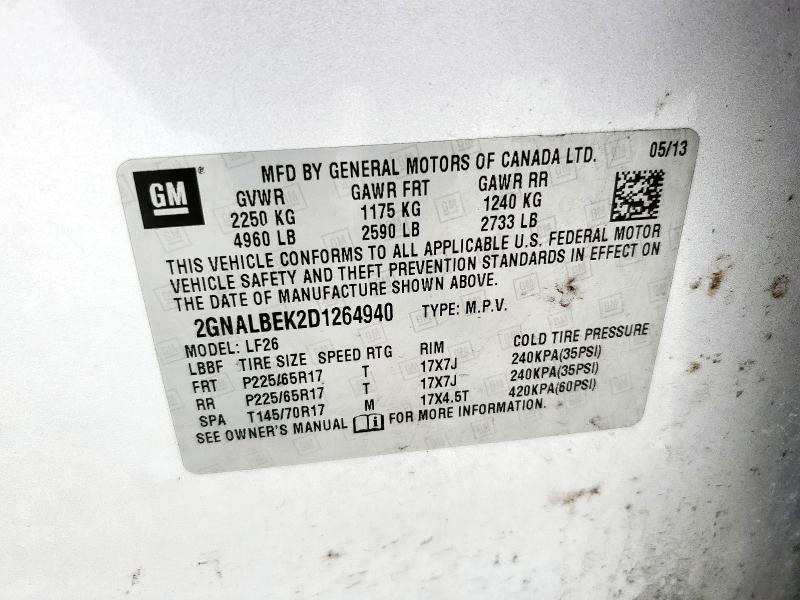 GM® MFD BY GENERAL MOTORS OF CANADA LTD. 05/13
GVWR GAWR FRT GAWR RR
2250 KG 1175 KG 1240 KG
4960 LB 2590 LB 2733 LB
THIS VEHICLE CONFORMS TO ALL APPLICABLE U.S. FEDERAL MOTOR
VEHICLE SAFETY AND THEFT PREVENTION STANDARDS IN EFFECT ON
THE DATE OF MANUFACTURE SHOWN ABOVE.
2GNALBEK2D1264940 TYPE: M.P.V.
MODEL: LF26
LBBF TIRE SIZE SPEED RTG RIM COLD TIRE PRESSURE
FRT P225/65R17 T 17X7J 240KPA(35PSI)
RR P225/65R17 T 17X7J 240KPA(35PSI)
SPA T145/70R17 M 17X4.5T 420KPA(60PSI)
SEE OWNER'S MANUAL FOR MORE INFORMATION.